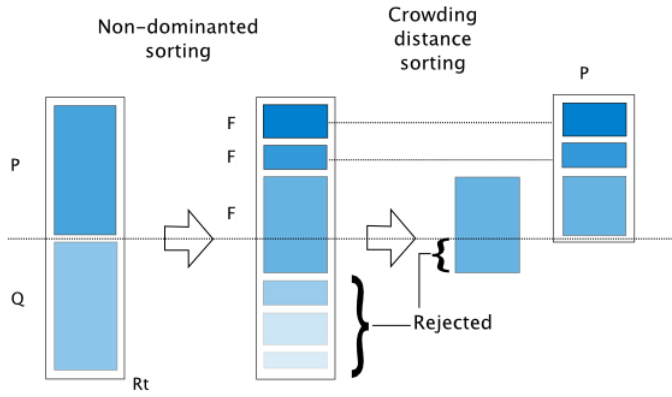 Non-dominanted
sorting
Crowding
distance
sorting
P
F
F
P
F
Q
Rejected
Rt